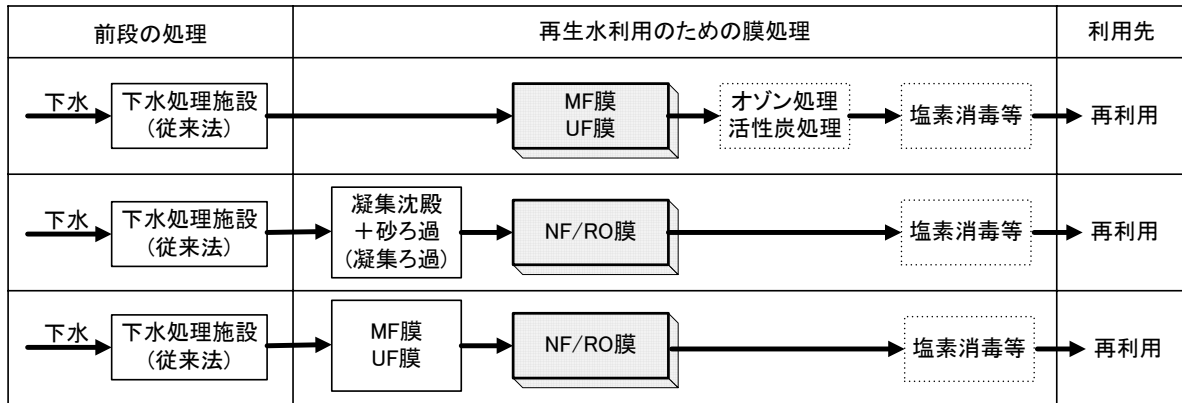 前段の処理
再生水利用のための膜処理
利用先
下水
下水処理施設
(従来法)
MF膜
UF膜
オゾン処理
活性炭処理
塩素消毒等
再利用
下水
下水処理施設
(従来法)
凝集沈殿
+砂ろ過
(凝集ろ過)
NF/RO膜
塩素消毒等
再利用
下水
下水処理施設
(従来法)
MF膜
UF膜
NF/RO膜
塩素消毒等
再利用